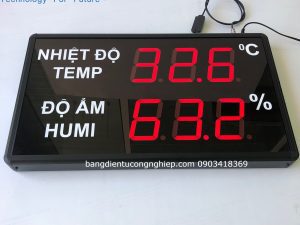 Technology For Future
NHIỆT ĐỘ
TEMP
32.6 °C
ĐỘ ẨM
HUMI
63.2 %
bangdientucongnghiep.com 0903418369